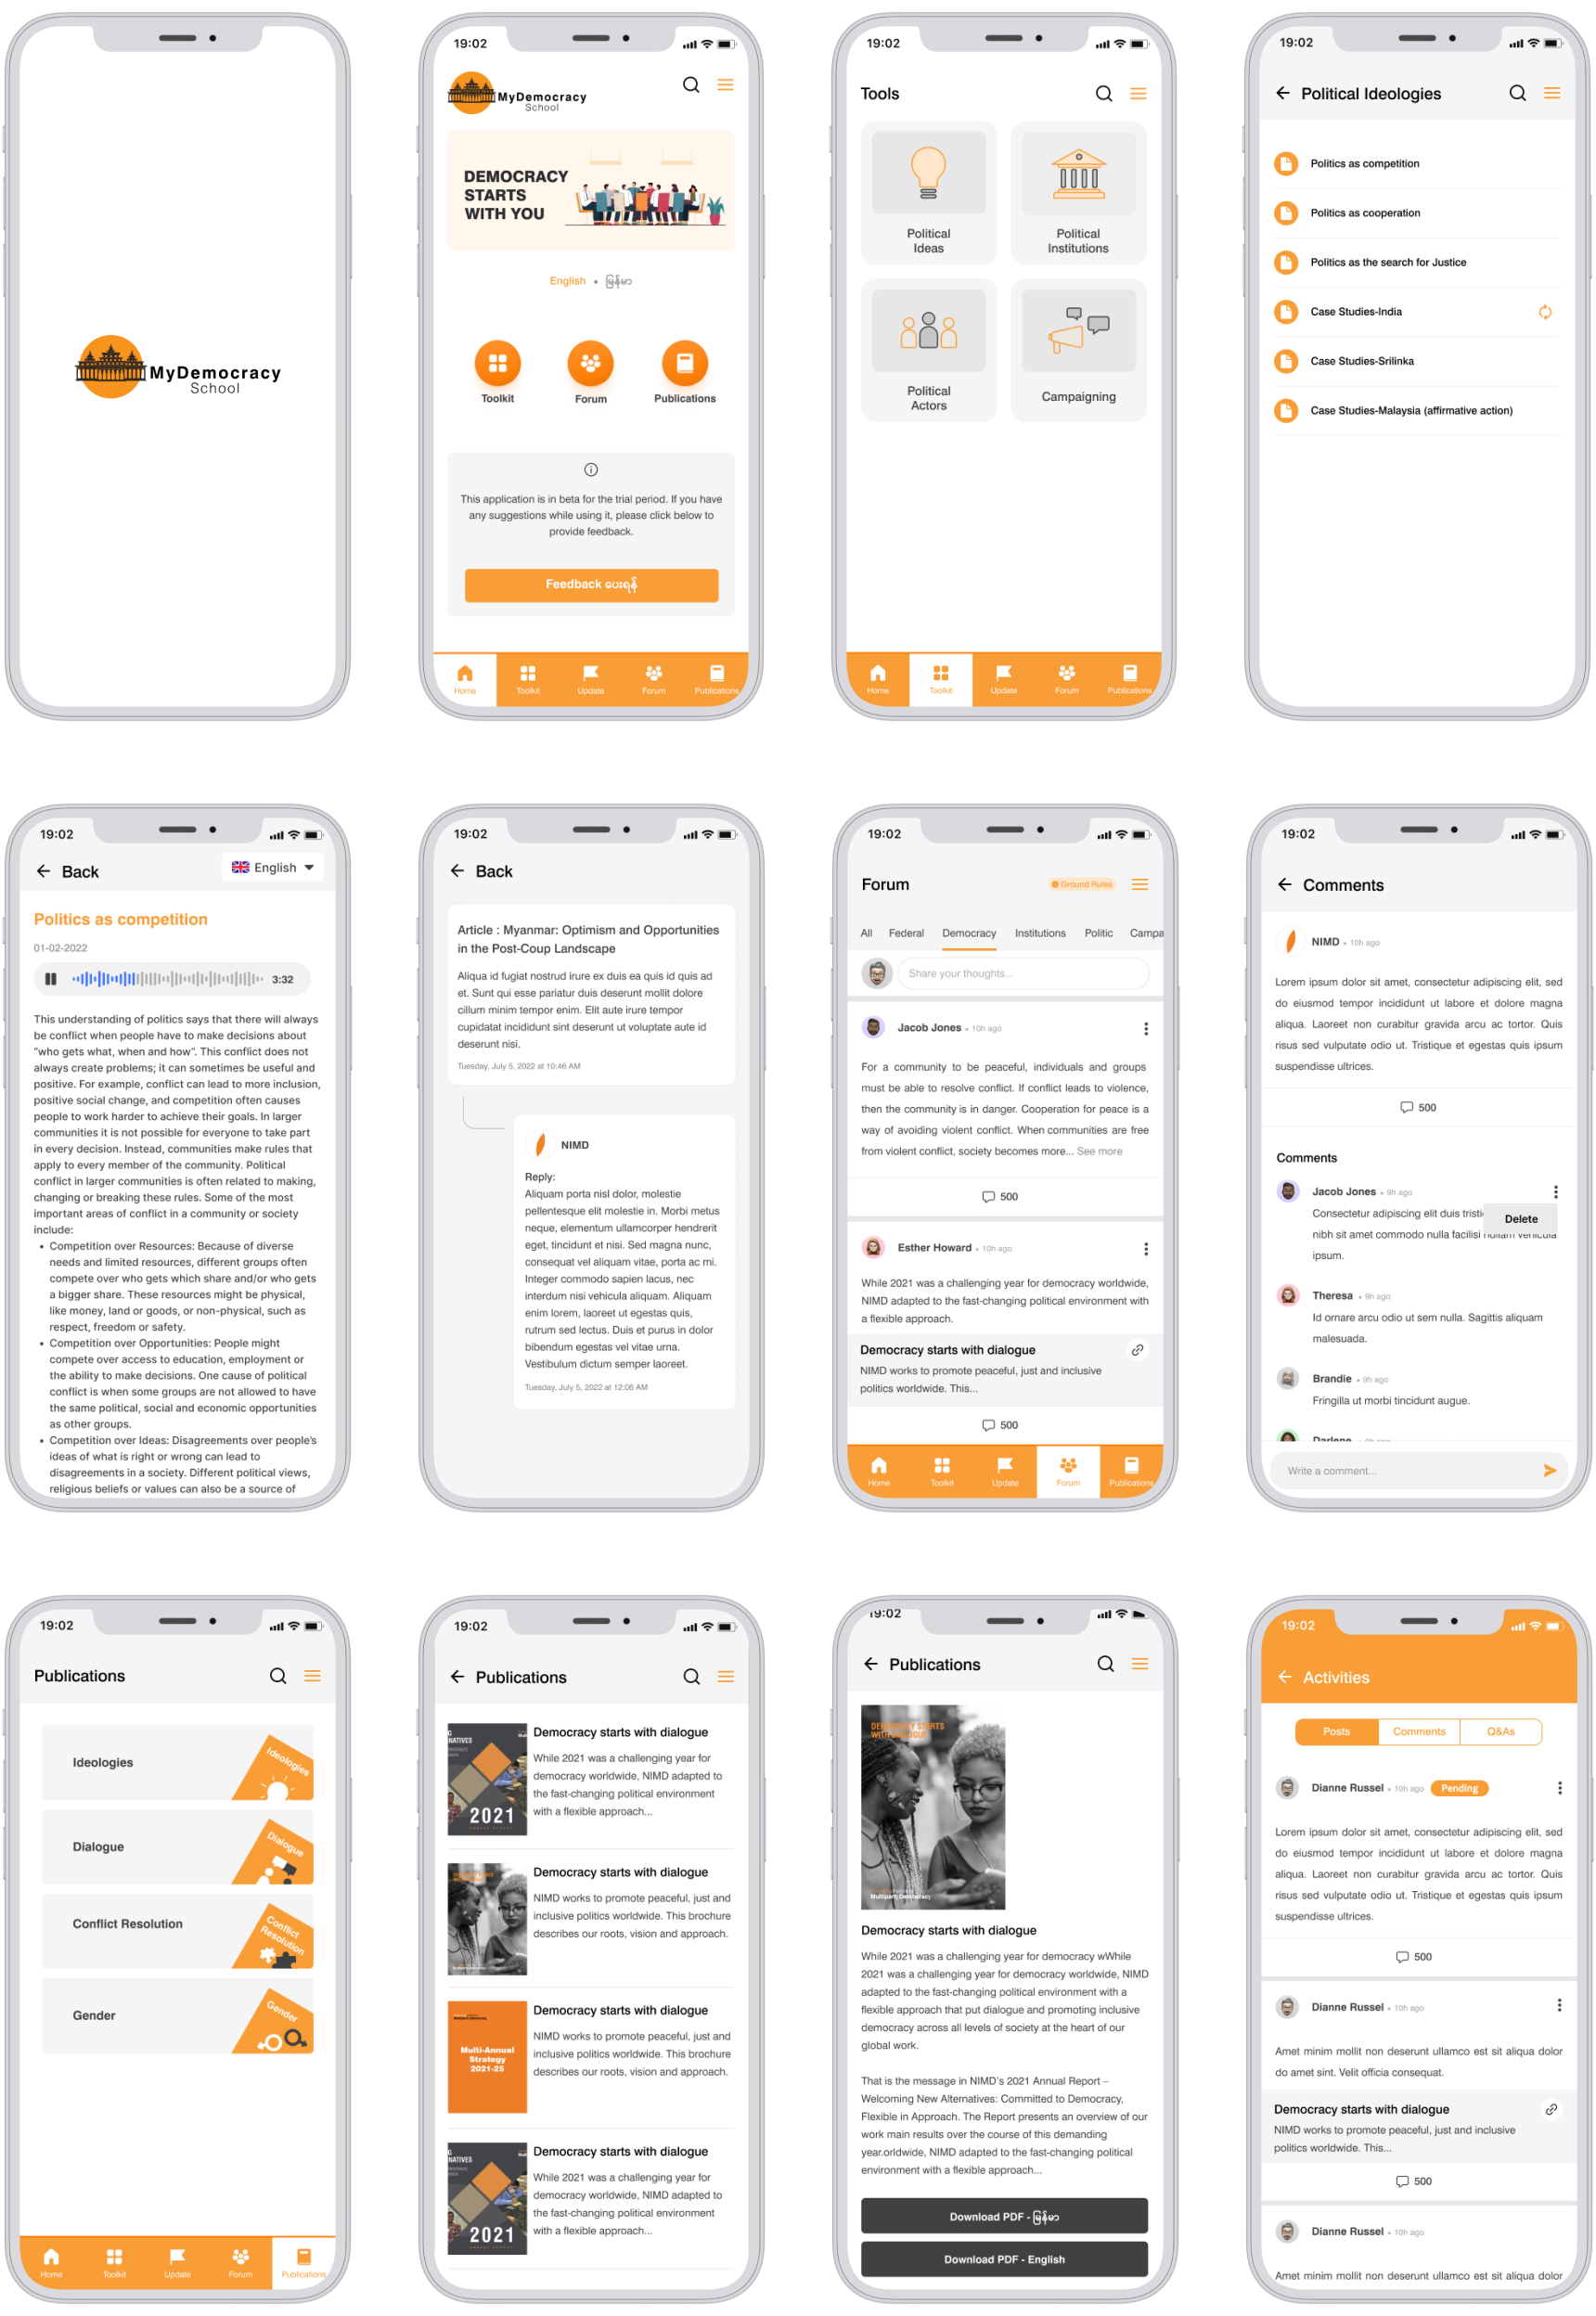 MyDemocracy
School
19:02
MyDemocracy
School
DEMOCRACY
STARTS
WITH YOU
English • မြန်မာ
Toolkit
Forum
Publications
This application is in beta for the trial period. If you have
any suggestions while using it, please click below to
provide feedback.
Feedback ပေးရန်
Home
Toolkit
Update
Forum
Publications
19:02
Tools
Political
Ideas
Political
Institutions
Political
Actors
Campaigning
Home
Toolkit
Update
Forum
Publications
19:02
Political Ideologies
Politics as competition
Politics as cooperation
Politics as the search for Justice
Case Studies-India
Case Studies-Srilinka
Case Studies-Malaysia (affirmative action)
19:02
Back
English
Politics as competition
01-02-2022
3:32
This understanding of politics says that there will always
be conflict when people have to make decisions about
“who gets what, when and how”. This conflict does not
always create problems; it can sometimes be useful and
positive. For example, conflict can lead to more inclusion,
positive social change, and competition often causes
people to work harder to achieve their goals. In larger
communities it is not possible for everyone to take part
in every decision. Instead, communities make rules that
apply to every member of the community. Political
conflict in larger communities is often related to making,
changing or breaking these rules. Some of the most
important areas of conflict in a community or society
include:
• Competition over Resources: Because of diverse
needs and limited resources, different groups often
compete over who gets which share and/or who gets
a bigger share. These resources might be physical,
like money, land or goods, or non-physical, such as
respect, freedom or safety.
• Competition over Opportunities: People might
compete over access to education, employment or
the ability to make decisions. One cause of political
conflict is when some groups are not allowed to have
the same political, social and economic opportunities
as other groups.
• Competition over Ideas: Disagreements over people’s
ideas of what is right or wrong can lead to
disagreements in a society. Different political views,
religious beliefs or values can also be a source of
19:02
Back
Article : Myanmar: Optimism and Opportunities
in the Post-Coup Landscape
Aliqua id fugiat nostrud irure ex duis ea quis id quis ad
et. Sunt qui esse pariatur duis deserunt mollit dolore
cillum minim tempor enim. Elit aute irure tempor
cupidatat incididunt sint deserunt ut voluptate aute id
deserunt nisi.
Tuesday, July 5, 2022 at 10:46 AM
NIMD
Reply:
Aliquam porta nisl dolor, molestie
pellentesque elit molestie in. Morbi metus
neque, elementum ullamcorper hendrerit
eget, tincidunt et nisi. Sed magna nunc,
consequat vel aliquam vitae, porta ac mi.
Integer commodo sapien lacus, nec
interdum nisi vehicula aliquam. Aliquam
enim lorem, laoreet ut egestas quis,
rutrum sed lectus. Duis et purus in dolor
bibendum egestas vel vitae urna.
Vestibulum dictum semper laoreet.
Tuesday, July 5, 2022 at 12:06 AM
19:02
Forum
Ground Rules
All Federal Democracy Institutions Politic Campa
Share your thoughts...
Jacob Jones • 10h ago
For a community to be peaceful, individuals and groups
must be able to resolve conflict. If conflict leads to violence,
then the community is in danger. Cooperation for peace is a
way of avoiding violent conflict. When communities are free
from violent conflict, society becomes more... See more
500
Esther Howard • 10h ago
While 2021 was a challenging year for democracy worldwide,
NIMD adapted to the fast-changing political environment with
a flexible approach.
Democracy starts with dialogue
NIMD works to promote peaceful, just and inclusive
politics worldwide. This...
500
Home
Toolkit
Update
Forum
Publications
19:02
Comments
NIMD • 10h ago
Lorem ipsum dolor sit amet, consectetur adipiscing elit, sed
do eiusmod tempor incididunt ut labore et dolore magna
aliqua. Laoreet non curabitur gravida arcu ac tortor. Quis
risus sed vulputate odio ut. Tristique et egestas quis ipsum
suspendisse ultrices.
500
Comments
Jacob Jones • 9h ago
Consectetur adipiscing elit duis tristi
Delete
nibh sit amet commodo nulla facilisi nullam vehicula
ipsum.
Theresa • 9h ago
Id ornare arcu odio ut sem nulla. Sagittis aliquam
malesuada.
Brandie • 9h ago
Fringilla ut morbi tincidunt augue.
Darlene
Write a comment...
19:02
Publications
Ideologies
Ideologies
Dialogue
Dialogue
Conflict Resolution
Conflict
Resolution
Gender
Gender
Home
Toolkit
Update
Forum
Publications
19:02
Publications
NATIVES
2021
Democracy starts with dialogue
While 2021 was a challenging year for
democracy worldwide, NIMD adapted to
the fast-changing political environment
with a flexible approach...
Democracy starts with dialogue
NIMD works to promote peaceful, just and
inclusive politics worldwide. This brochure
describes our roots, vision and approach.
Multi-Annual
Strategy
2021-25
Democracy starts with dialogue
NIMD works to promote peaceful, just and
inclusive politics worldwide. This brochure
describes our roots, vision and approach.
NATIVES
2021
Democracy starts with dialogue
While 2021 was a challenging year for
democracy worldwide, NIMD adapted to
the fast-changing political environment
with a flexible approach...
19:02
Publications
DEMOCRACY STARTS
WITH DIALOGUE
Multiparty Democracy
Democracy starts with dialogue
While 2021 was a challenging year for democracy wWhile
2021 was a challenging year for democracy worldwide, NIMD
adapted to the fast-changing political environment with a
flexible approach that put dialogue and promoting inclusive
democracy across all levels of society at the heart of our
global work.
That is the message in NIMD’s 2021 Annual Report –
Welcoming New Alternatives: Committed to Democracy,
Flexible in Approach. The Report presents an overview of our
work main results over the course of this demanding
year.orldwide, NIMD adapted to the fast-changing political
environment with a flexible approach...
Download PDF - မြန်မာ
Download PDF - English
19:02
Activities
Posts
Comments
Q&As
Dianne Russel • 10h ago Pending
Lorem ipsum dolor sit amet, consectetur adipiscing elit, sed
do eiusmod tempor incididunt ut labore et dolore magna
aliqua. Laoreet non curabitur gravida arcu ac tortor. Quis
risus sed vulputate odio ut. Tristique et egestas quis ipsum
suspendisse ultrices.
500
Dianne Russel • 10h ago
Amet minim mollit non deserunt ullamco est sit aliqua dolor
do amet sint. Velit officia consequat.
Democracy starts with dialogue
NIMD works to promote peaceful, just and inclusive
politics worldwide. This...
500
Dianne Russel • 10h ago
Amet minim mollit non deserunt ullamco est sit aliqua dolor